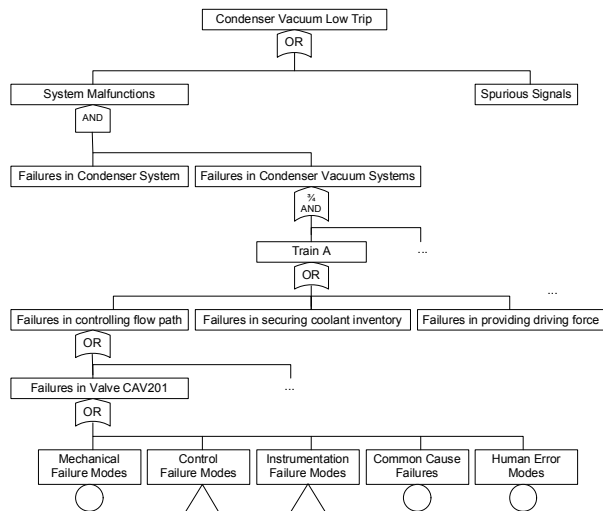 Condenser Vacuum Low Trip
OR
System Malfunctions
Spurious Signals
AND
Failures in Condenser System
Failures in Condenser Vacuum Systems
¾
AND
Train A
...
OR
...
Failures in controlling flow path
Failures in securing coolant inventory
Failures in providing driving force
OR
Failures in Valve CAV201
...
OR
Mechanical
Failure Modes
Control
Failure Modes
Instrumentation
Failure Modes
Common Cause
Failures
Human Error
Modes